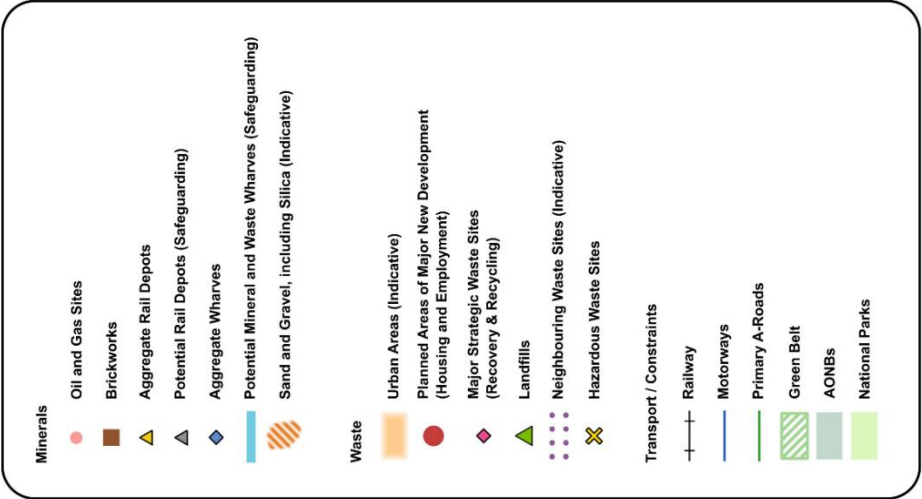 Minerals
Oil and Gas Sites
Brickworks
Aggregate Rail Depots
Potential Rail Depots (Safeguarding)
Aggregate Wharves
Potential Mineral and Waste Wharves (Safeguarding)
Sand and Gravel, including Silica (Indicative)
Waste
Urban Areas (Indicative)
Planned Areas of Major New Development
(Housing and Employment)
Major Strategic Waste Sites
(Recovery & Recycling)
Landfills
Neighbouring Waste Sites (Indicative)
Hazardous Waste Sites
Transport / Constraints
Railway
Motorways
Primary A-Roads
Green Belt
AONBs
National Parks